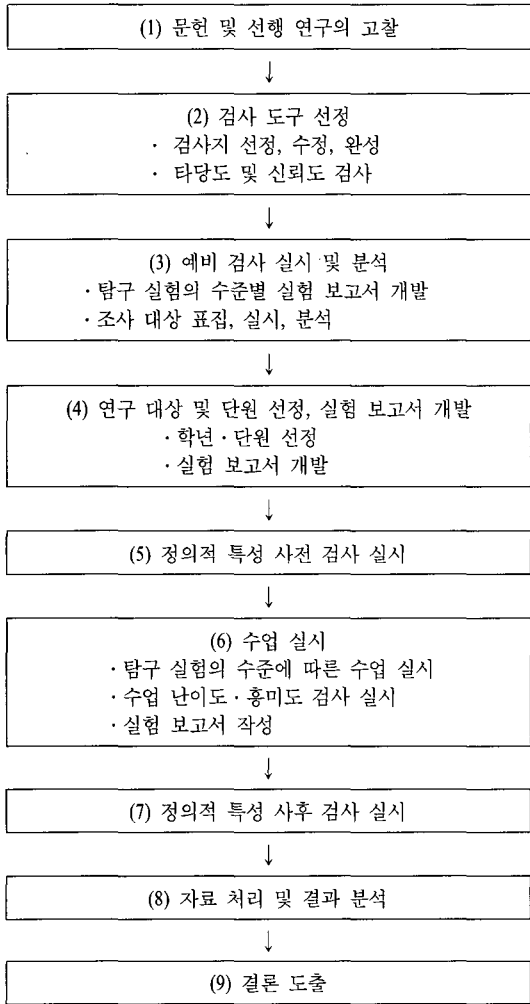 (1) 문헌 및 선행 연구의 고찰
↓
(2) 검사 도구 선정
· 검사지 선정, 수정, 완성
· 타당도 및 신뢰도 검사
↓
(3) 예비 검사 실시 및 분석
· 탐구 실험의 수준별 실험 보고서 개발
· 조사 대상 표집, 실시, 분석
↓
(4) 연구 대상 및 단원 선정, 실험 보고서 개발
· 학년 · 단원 선정
· 실험 보고서 개발
↓
(5) 정의적 특성 사전 검사 실시
↓
(6) 수업 실시
· 탐구 실험의 수준에 따른 수업 실시
· 수업 난이도 · 흥미도 검사 실시
· 실험 보고서 작성
↓
(7) 정의적 특성 사후 검사 실시
↓
(8) 자료 처리 및 결과 분석
↓
(9) 결론 도출